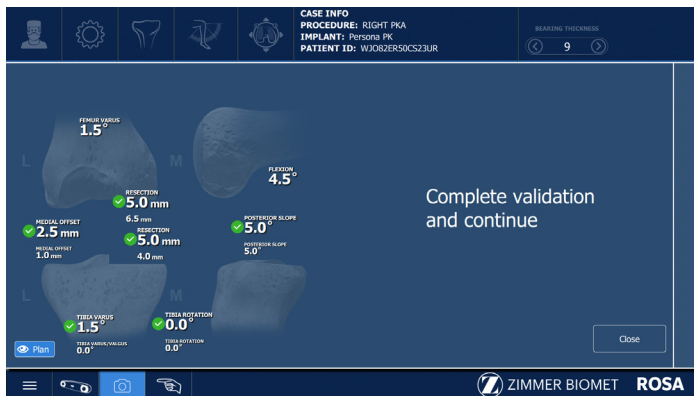 CASE INFO
PROCEDURE: RIGHT PKA
IMPLANT: Persona PK
PATIENT ID: WJO82ER50CS23UR
BEARING THICKNESS
9
FEMUR VARUS
1.5°
L
M
FLEXION
4.5°
RESECTION
5.0 mm
6.5 mm
MEDIAL OFFSET
2.5 mm
MEDIAL OFFSET
1.0 mm
RESECTION
5.0 mm
4.0 mm
POSTERIOR SLOPE
5.0°
POSTERIOR SLOPE
5.0°
Complete validation
and continue
L
M
TIBIA VARUS
1.5°
TIBIA VARUS/VALGUS
0.0°
TIBIA ROTATION
0.0°
TIBIA ROTATION
0.0°
Plan
Close
Z ZIMMER BIOMET ROSA